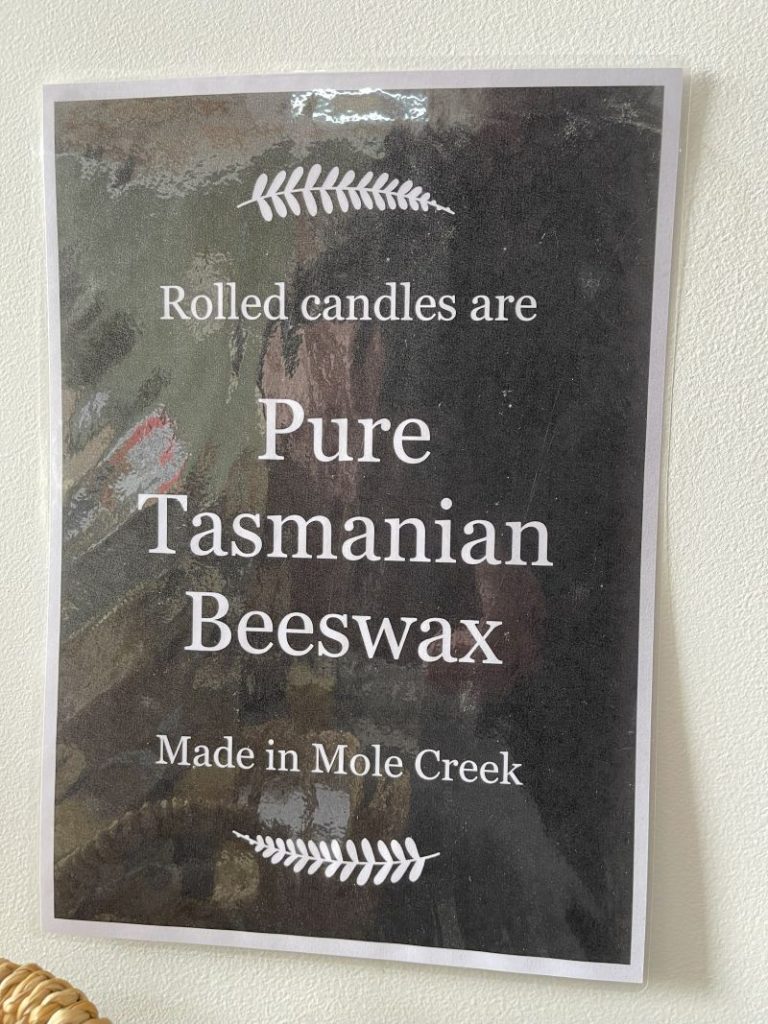 Rolled candles are
Pure
Tasmanian
Beeswax
Made in Mole Creek